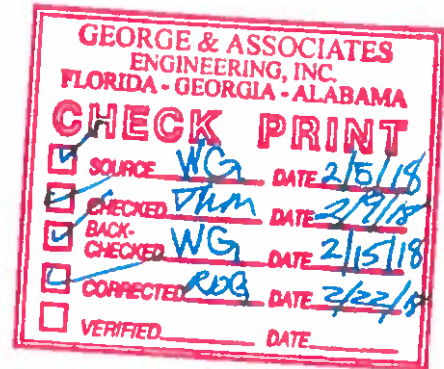 GEORGE & ASSOCIATES
ENGINEERING, INC.
FLORIDA - GEORGIA - ALABAMA
CHECK PRINT
SOURCE WG DATE 2/5/18
CHECKED DATE 2/9/18
BACK-
CHECKED WG DATE 2/15/18
CORRECTED RDG DATE 2/22/18
VERIFIED DATE